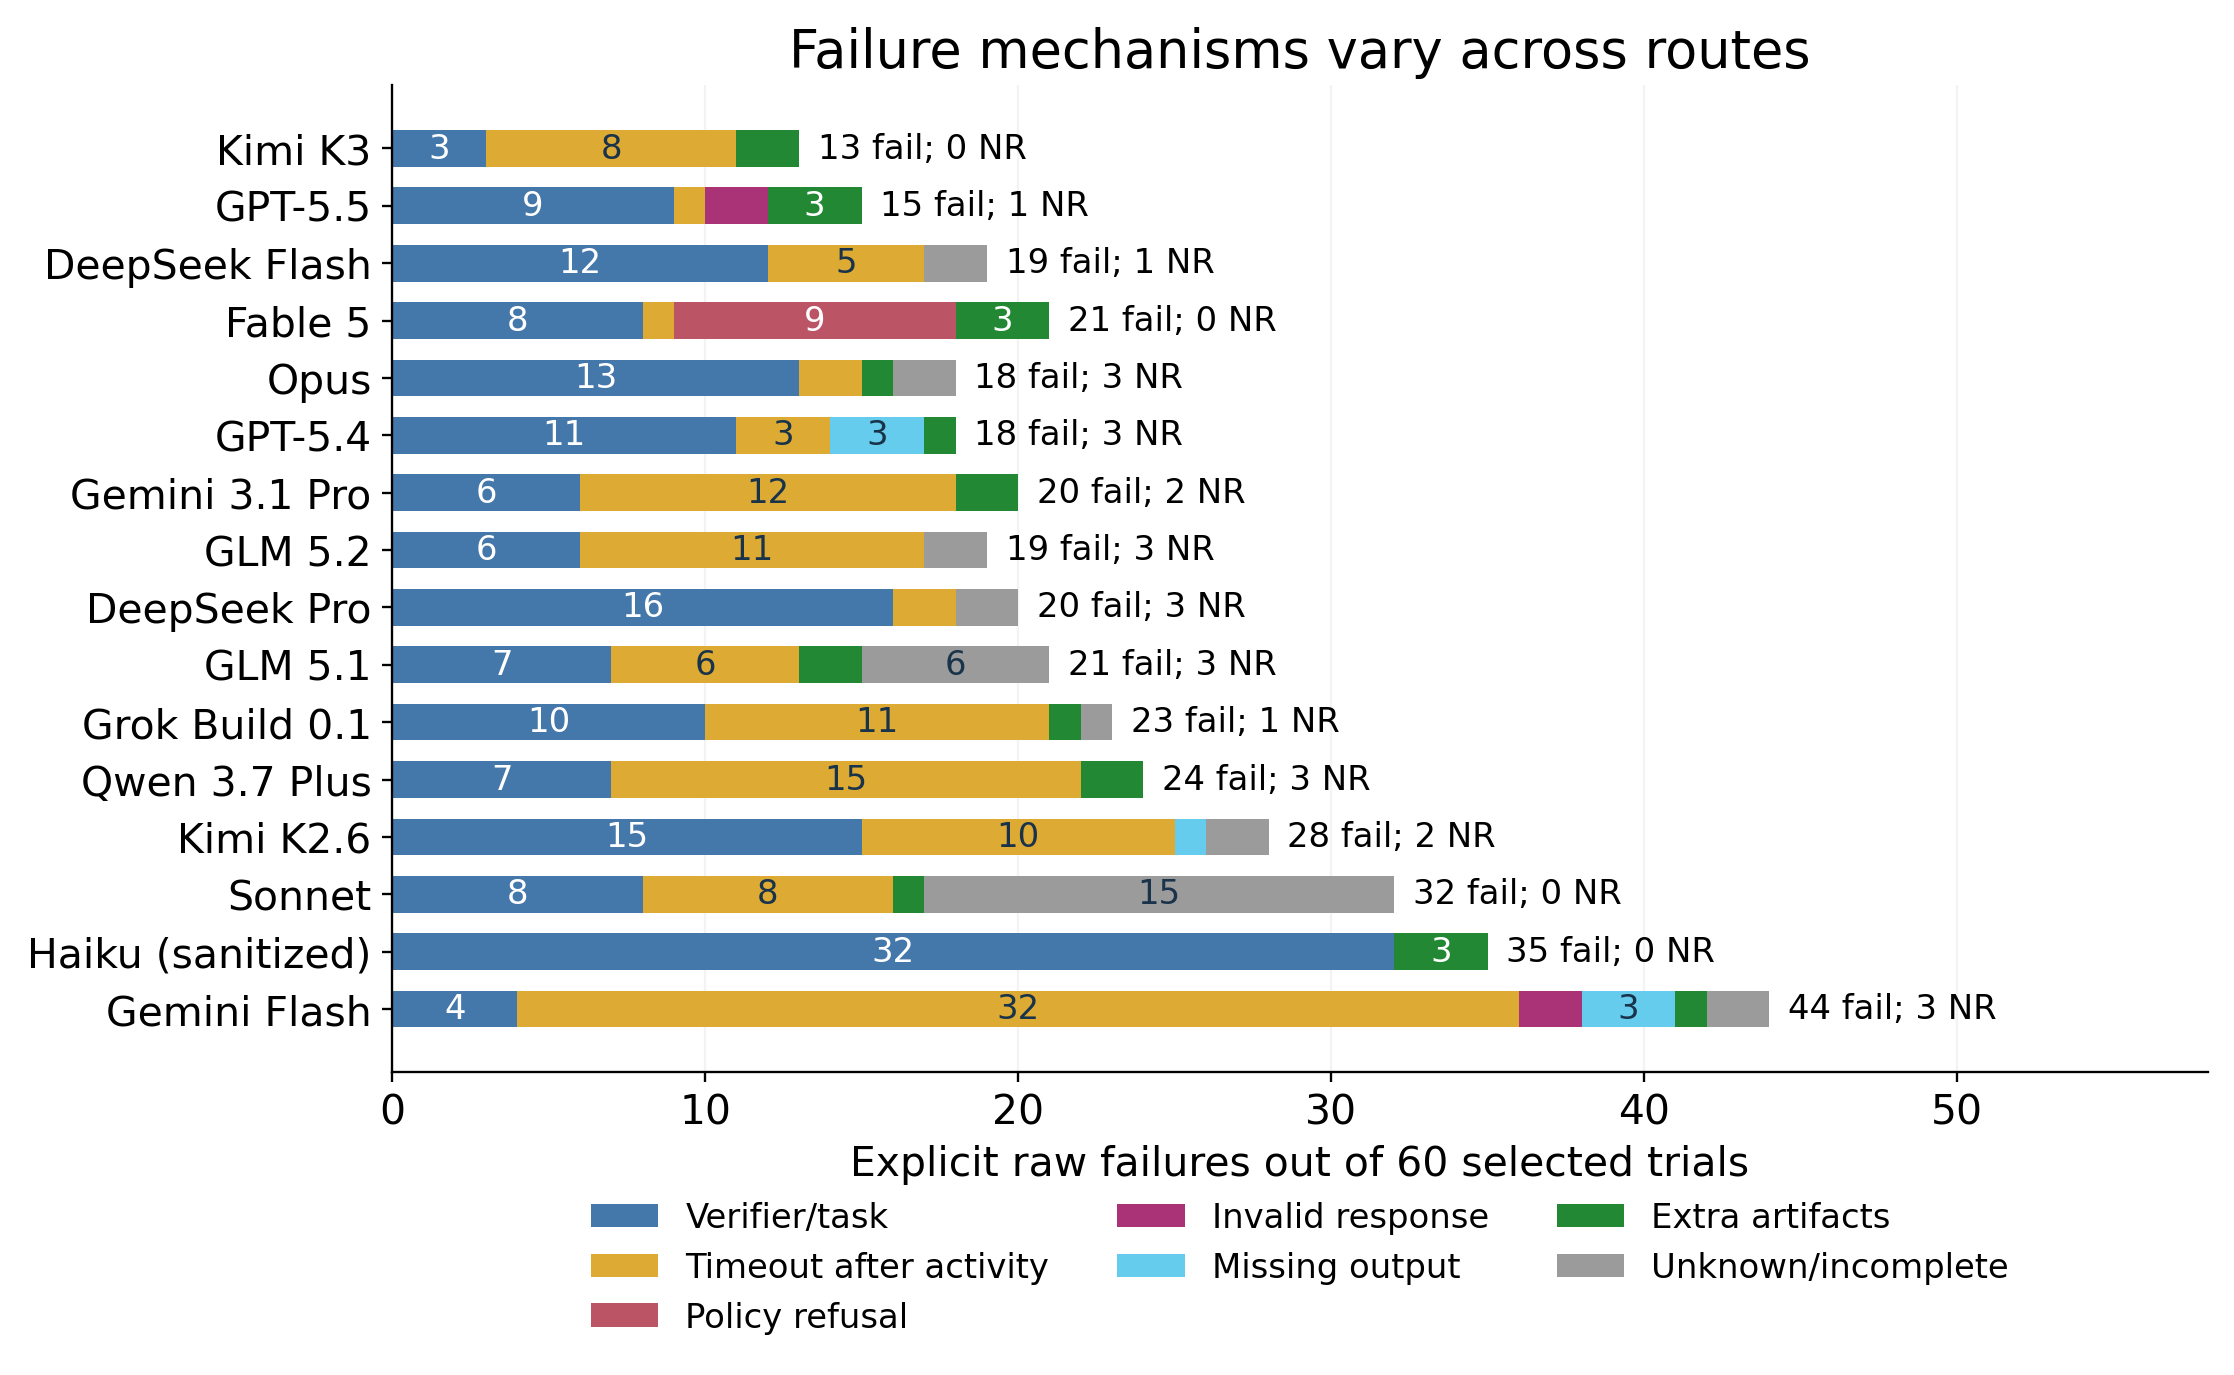 Failure mechanisms vary across routes
Kimi K3 3 8 13 fail; 0 NR
GPT-5.5 9 3 15 fail; 1 NR
DeepSeek Flash 12 5 19 fail; 1 NR
Fable 5 8 9 3 21 fail; 0 NR
Opus 13 18 fail; 3 NR
GPT-5.4 11 3 3 18 fail; 3 NR
Gemini 3.1 Pro 6 12 20 fail; 2 NR
GLM 5.2 6 11 19 fail; 3 NR
DeepSeek Pro 16 20 fail; 3 NR
GLM 5.1 7 6 6 21 fail; 3 NR
Grok Build 0.1 10 11 23 fail; 1 NR
Qwen 3.7 Plus 7 15 24 fail; 3 NR
Kimi K2.6 15 10 28 fail; 2 NR
Sonnet 8 8 15 32 fail; 0 NR
Haiku (sanitized) 32 3 35 fail; 0 NR
Gemini Flash 4 32 3 44 fail; 3 NR
0 10 20 30 40 50
Explicit raw failures out of 60 selected trials
Verifier/task Invalid response Extra artifacts
Timeout after activity Missing output Unknown/incomplete
Policy refusal